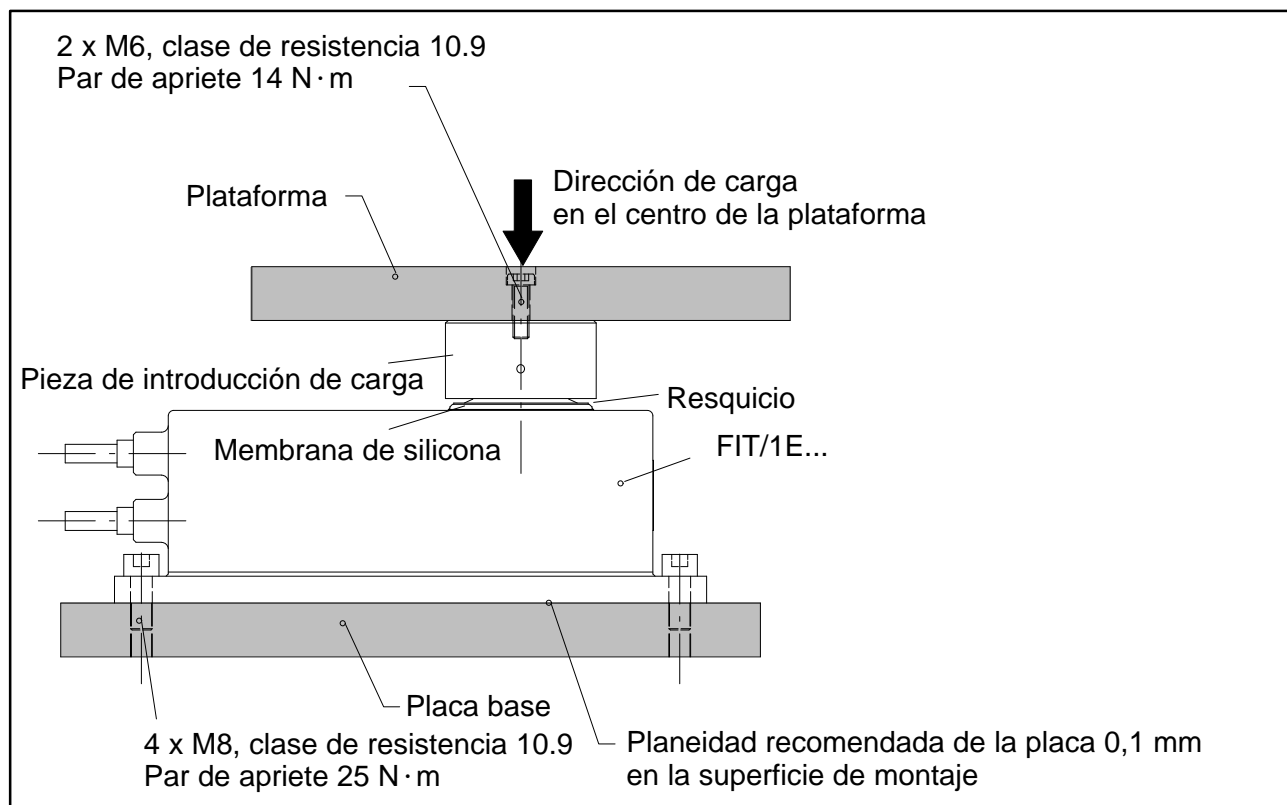 2 x M6, clase de resistencia 10.9
Par de apriete 14 N·m
Dirección de carga
en el centro de la plataforma
Plataforma
Pieza de introducción de carga
Resquicio
Membrana de silicona
FIT/1E...
Placa base
4 x M8, clase de resistencia 10.9
Par de apriete 25 N·m
Planeidad recomendada de la placa 0,1 mm
en la superficie de montaje